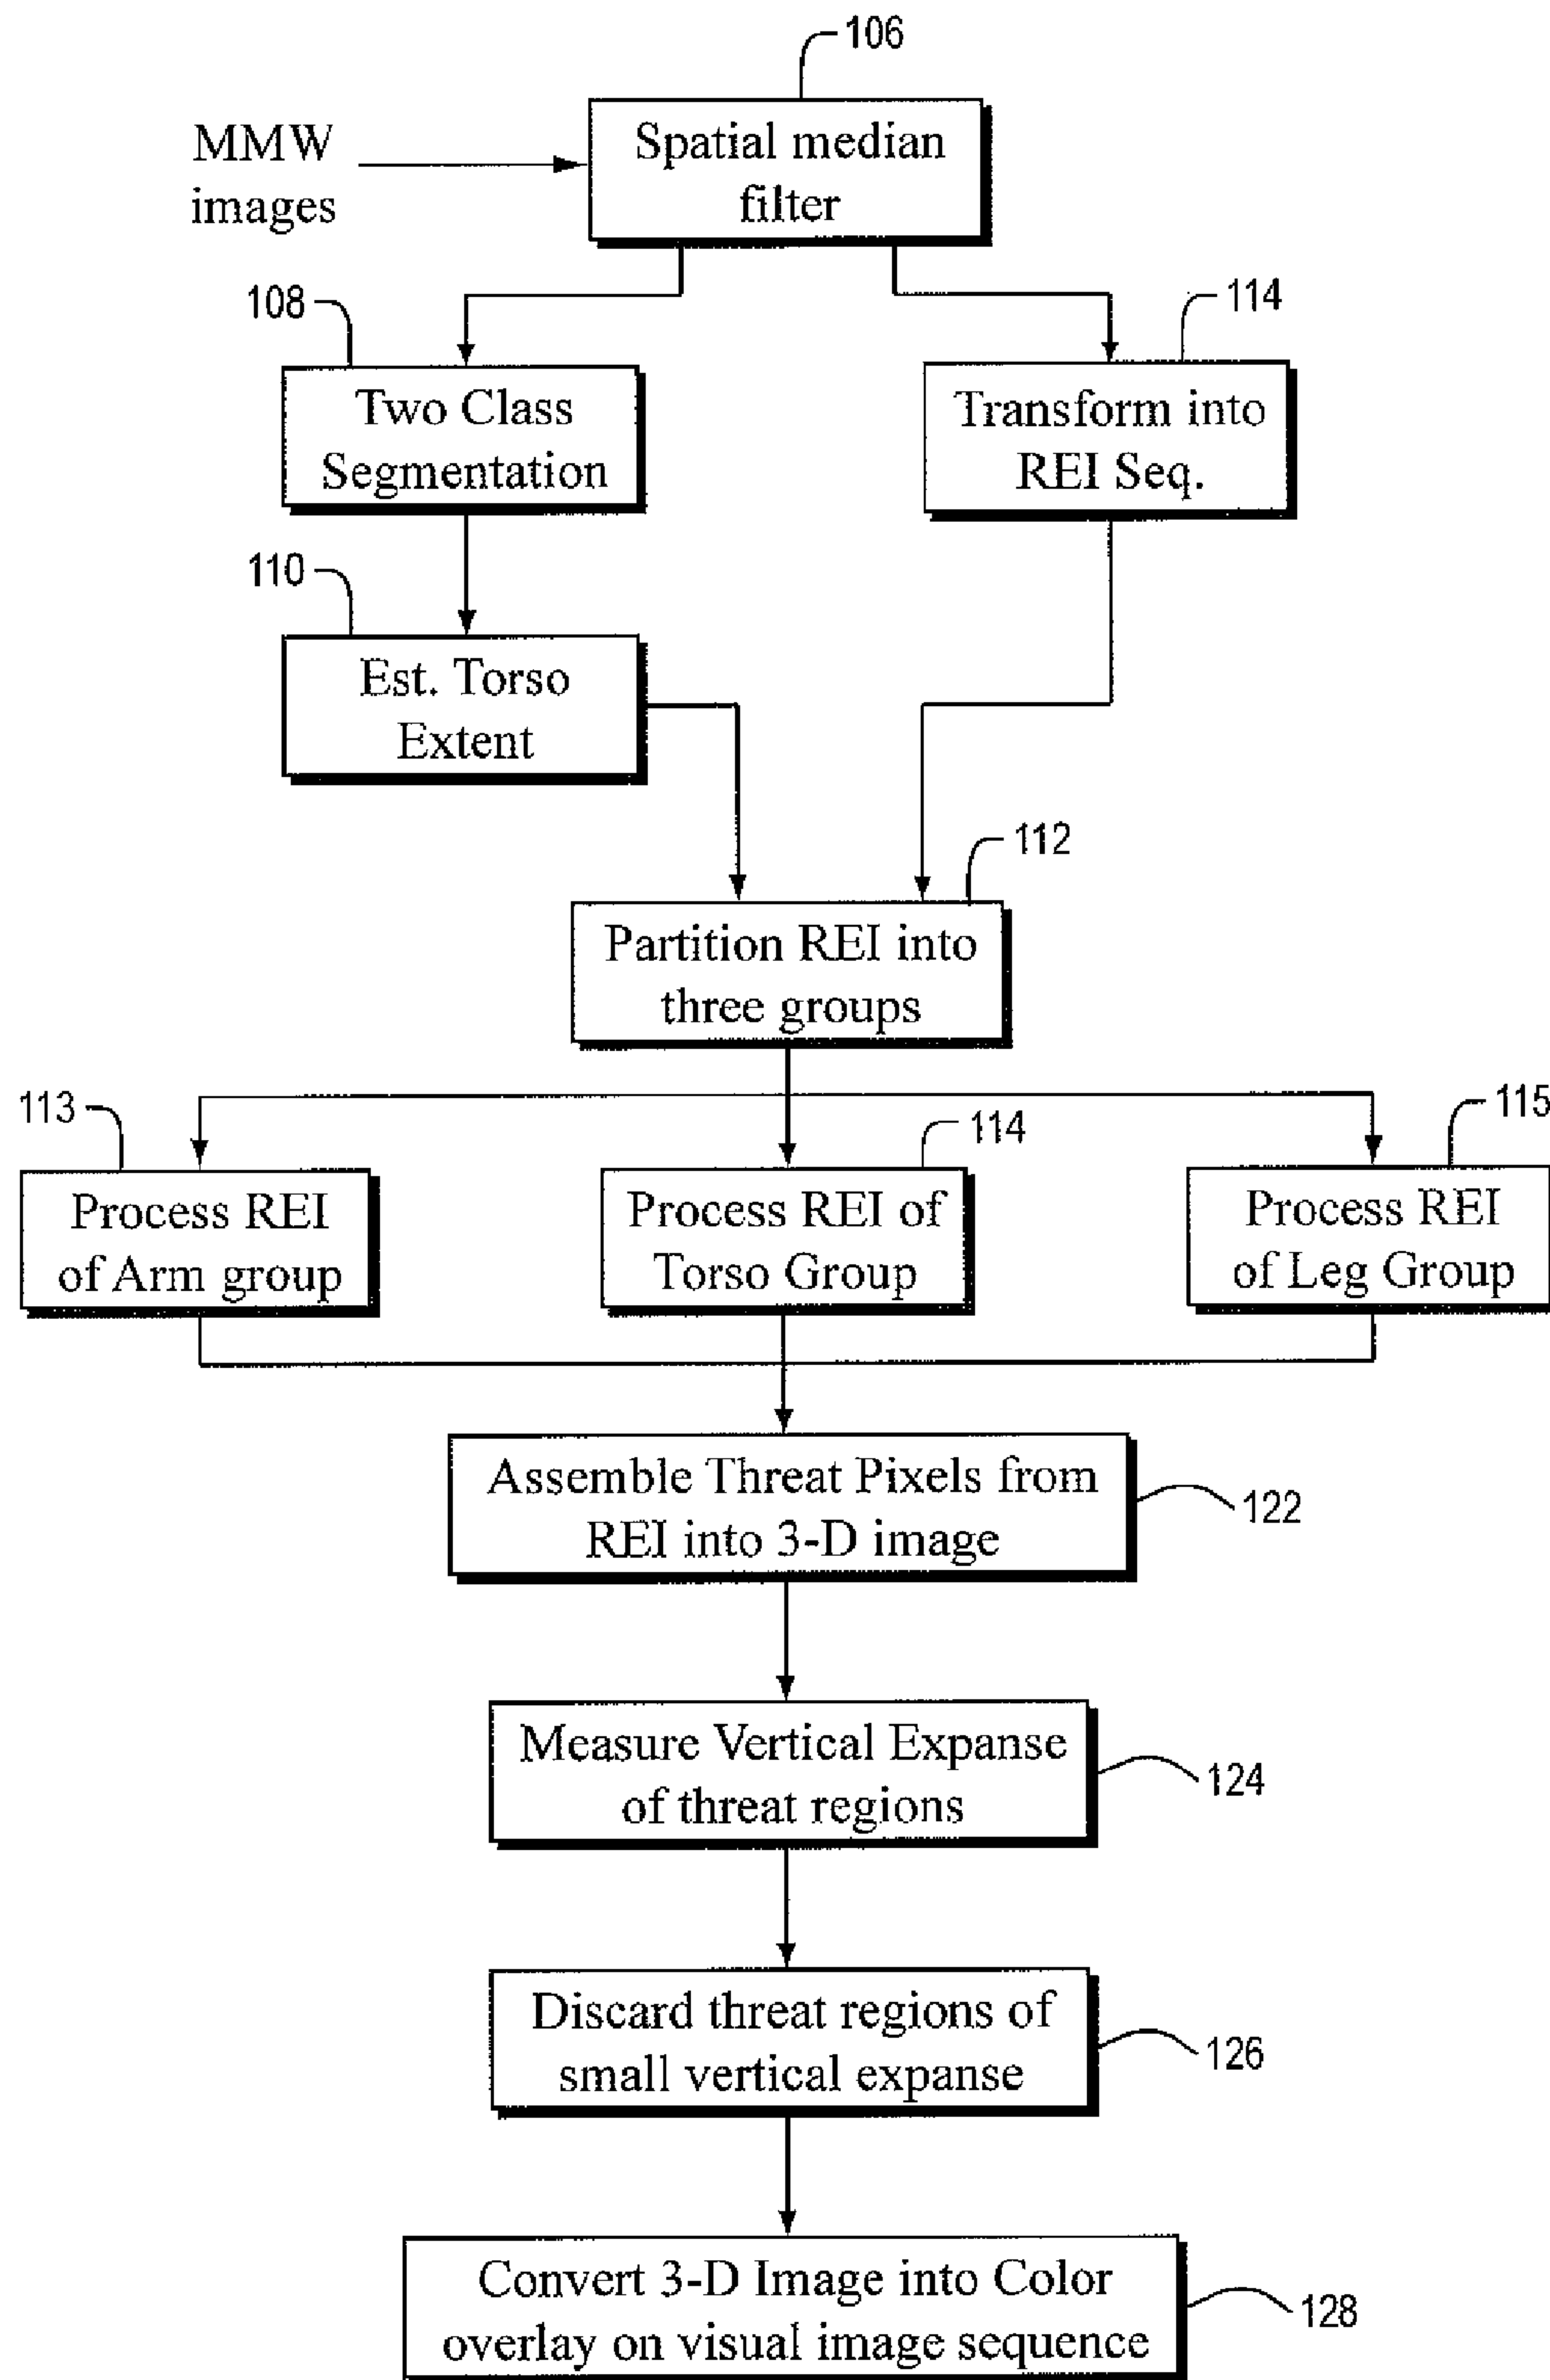 106
MMW
images
Spatial median
filter
108
114
Two Class
Segmentation
Transform into
REI Seq.
110
Est. Torso
Extent
112
Partition REI into
three groups
113
114
115
Process REI
of Arm group
Process REI of
Torso Group
Process REI
of Leg Group
Assemble Threat Pixels from
REI into 3-D image
122
Measure Vertical Expanse
of threat regions
124
Discard threat regions of
small vertical expanse
126
Convert 3-D Image into Color
overlay on visual image sequence
128